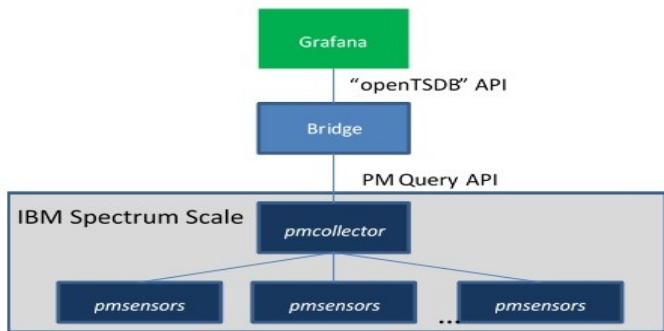 Grafana
“openTSDB” API
Bridge
PM Query API
IBM Spectrum Scale
pmcollector
pmsensors pmsensors ... pmsensors